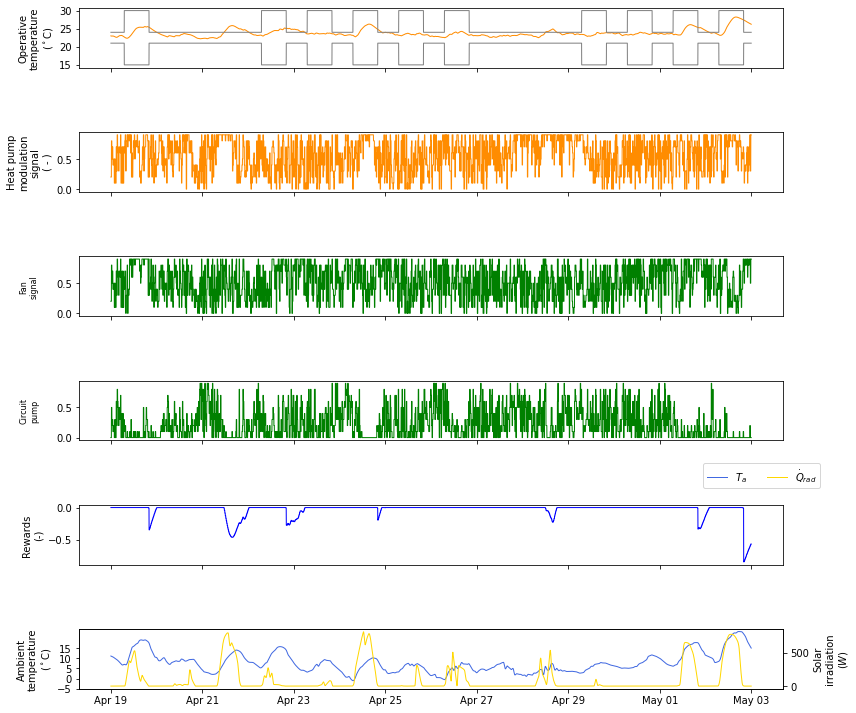 Operative
temperature
(°C)
30
25
20
15
Heat pump
modulation
signal
( - )
0.5
0.0
Fan
signal
0.5
0.0
Circuit
pump
0.5
0.0
T_a
Q̇_rad
Rewards
(-)
0.0
−0.5
Ambient
temperature
(°C)
15
10
5
0
−5
500
0
Solar
irradiation
(W)
Apr 19
Apr 21
Apr 23
Apr 25
Apr 27
Apr 29
May 01
May 03